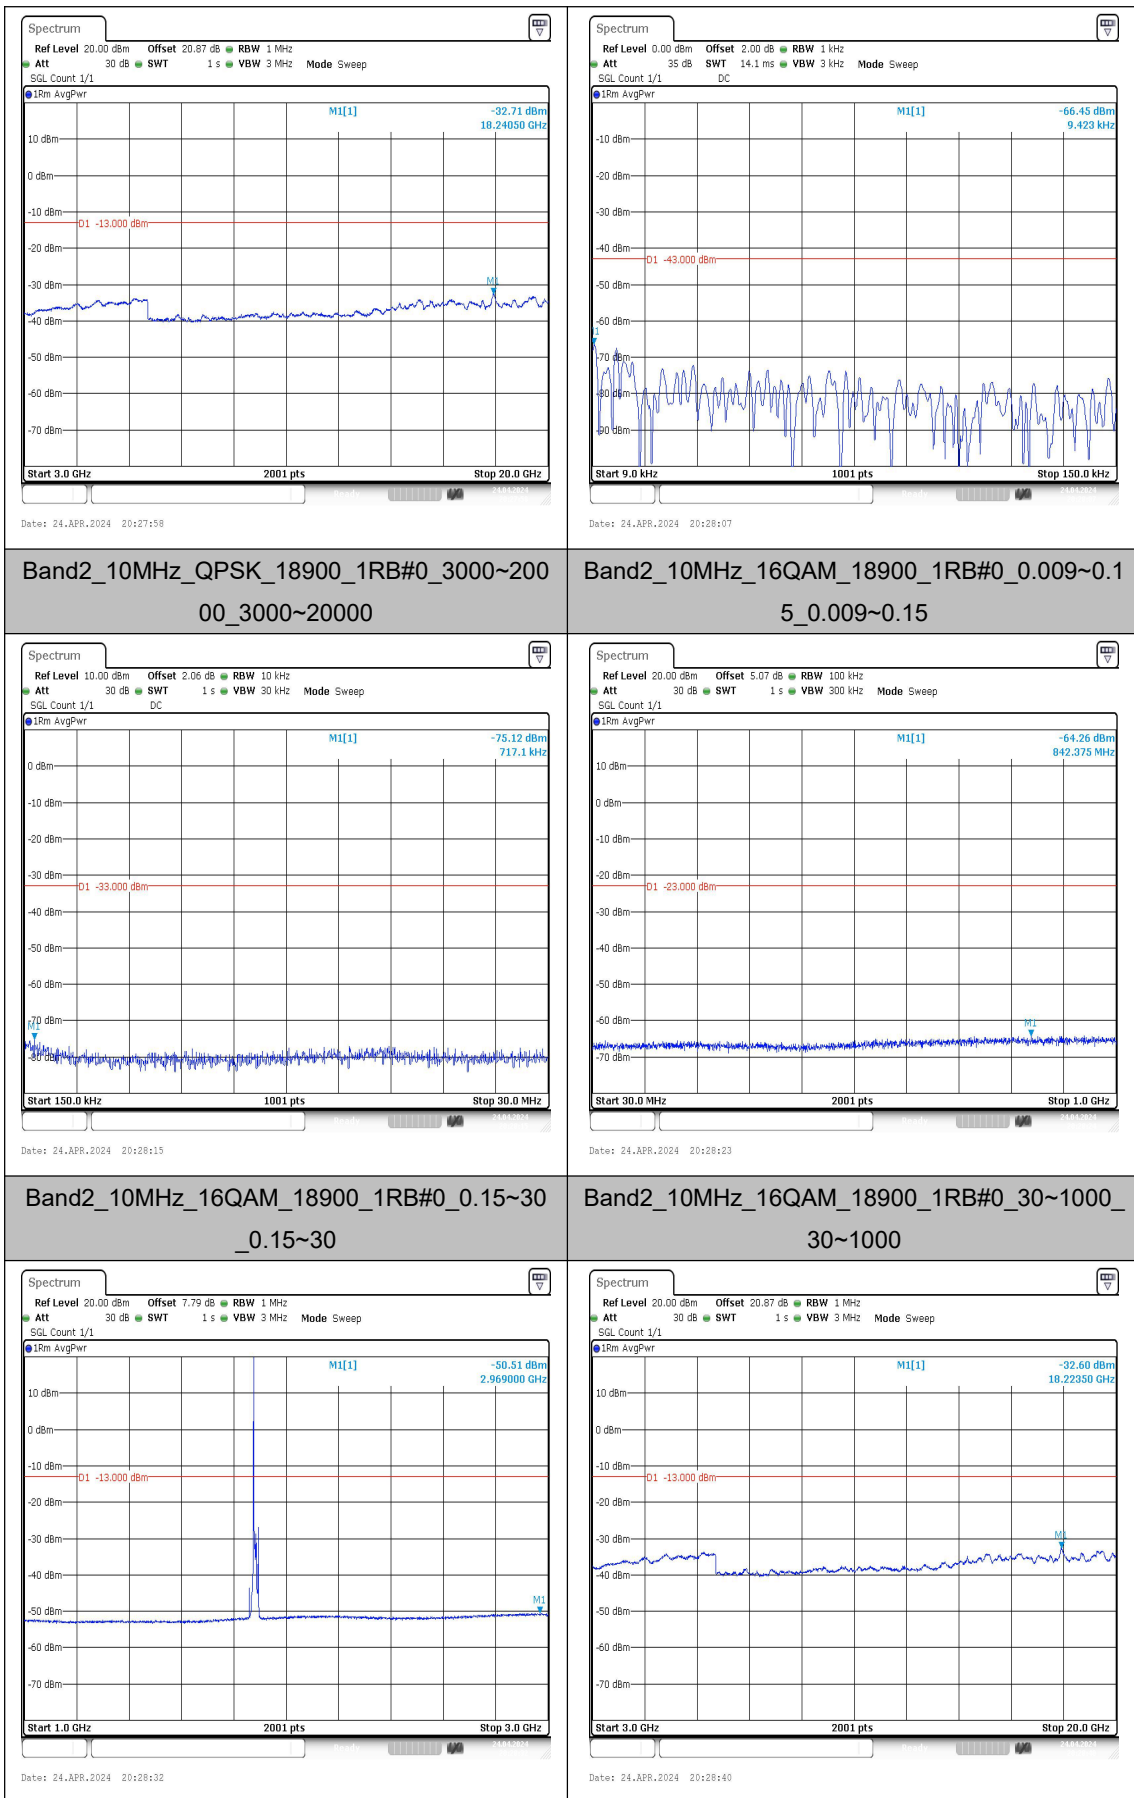 Spectrum
Ref Level 20.00 dBm Offset 20.87 dB RBW 1 MHz
Att 30 dB SWT 1 s VBW 3 MHz Mode Sweep
SGL Count 1/1
1Rm AvgPwr
M1[1] -32.71 dBm
18.24050 GHz
10 dBm
0 dBm
-10 dBm
D1 -13.000 dBm
-20 dBm
-30 dBm
M1
-40 dBm
-50 dBm
-60 dBm
-70 dBm
Start 3.0 GHz 2001 pts Stop 20.0 GHz
Date: 24.APR.2024 20:27:58
Spectrum
Ref Level 0.00 dBm Offset 2.00 dB RBW 1 kHz
Att 35 dB SWT 14.1 ms VBW 3 kHz Mode Sweep
SGL Count 1/1 DC
1Rm AvgPwr
M1[1] -66.45 dBm
9.423 kHz
-10 dBm
-20 dBm
-30 dBm
-40 dBm
D1 -43.000 dBm
-50 dBm
-60 dBm
-70 dBm
-80 dBm
-90 dBm
Start 9.0 kHz 1001 pts Stop 150.0 kHz
Date: 24.APR.2024 20:28:07
Band2_10MHz_QPSK_18900_1RB#0_3000~200
00_3000~20000
Band2_10MHz_16QAM_18900_1RB#0_0.009~0.1
5_0.009~0.15
Spectrum
Ref Level 10.00 dBm Offset 2.06 dB RBW 10 kHz
Att 30 dB SWT 1 s VBW 30 kHz Mode Sweep
SGL Count 1/1 DC
1Rm AvgPwr
M1[1] -75.12 dBm
717.1 kHz
0 dBm
-10 dBm
-20 dBm
-30 dBm
D1 -33.000 dBm
-40 dBm
-50 dBm
-60 dBm
-70 dBm
M1
-80 dBm
Start 150.0 kHz 1001 pts Stop 30.0 MHz
Date: 24.APR.2024 20:28:15
Spectrum
Ref Level 20.00 dBm Offset 5.07 dB RBW 100 kHz
Att 30 dB SWT 1 s VBW 300 kHz Mode Sweep
SGL Count 1/1
1Rm AvgPwr
M1[1] -64.26 dBm
842.375 MHz
10 dBm
0 dBm
-10 dBm
-20 dBm
D1 -23.000 dBm
-30 dBm
-40 dBm
-50 dBm
-60 dBm
M1
-70 dBm
Start 30.0 MHz 2001 pts Stop 1.0 GHz
Date: 24.APR.2024 20:28:23
Band2_10MHz_16QAM_18900_1RB#0_0.15~30
_0.15~30
Band2_10MHz_16QAM_18900_1RB#0_30~1000_
30~1000
Spectrum
Ref Level 20.00 dBm Offset 7.79 dB RBW 1 MHz
Att 30 dB SWT 1 s VBW 3 MHz Mode Sweep
SGL Count 1/1
1Rm AvgPwr
M1[1] -50.51 dBm
2.969000 GHz
10 dBm
0 dBm
-10 dBm
D1 -13.000 dBm
-20 dBm
-30 dBm
-40 dBm
M1
-50 dBm
-60 dBm
-70 dBm
Start 1.0 GHz 2001 pts Stop 3.0 GHz
Date: 24.APR.2024 20:28:32
Spectrum
Ref Level 20.00 dBm Offset 20.87 dB RBW 1 MHz
Att 30 dB SWT 1 s VBW 3 MHz Mode Sweep
SGL Count 1/1
1Rm AvgPwr
M1[1] -32.60 dBm
18.22350 GHz
10 dBm
0 dBm
-10 dBm
D1 -13.000 dBm
-20 dBm
-30 dBm
M1
-40 dBm
-50 dBm
-60 dBm
-70 dBm
Start 3.0 GHz 2001 pts Stop 20.0 GHz
Date: 24.APR.2024 20:28:40